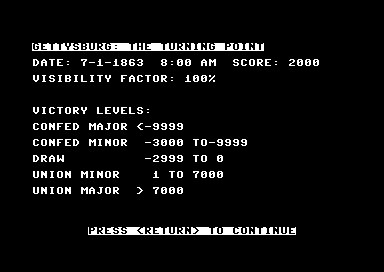 GETTYSBURG: THE TURNING POINT
DATE: 7-1-1863  8:00 AM  SCORE: 2000
VISIBILITY FACTOR: 100%
VICTORY LEVELS:
CONFED MAJOR <-9999
CONFED MINOR  -3000 TO-9999
DRAW          -2999 TO 0
UNION MINOR    1 TO 7000
UNION MAJOR  > 7000
PRESS <RETURN> TO CONTINUE